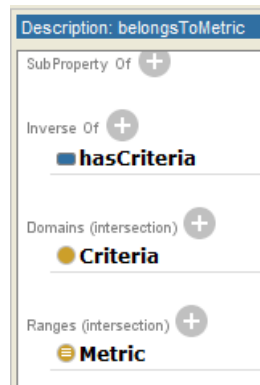 Description: belongsToMetric
SubProperty Of
Inverse Of
hasCriteria
Domains (intersection)
Criteria
Ranges (intersection)
Metric